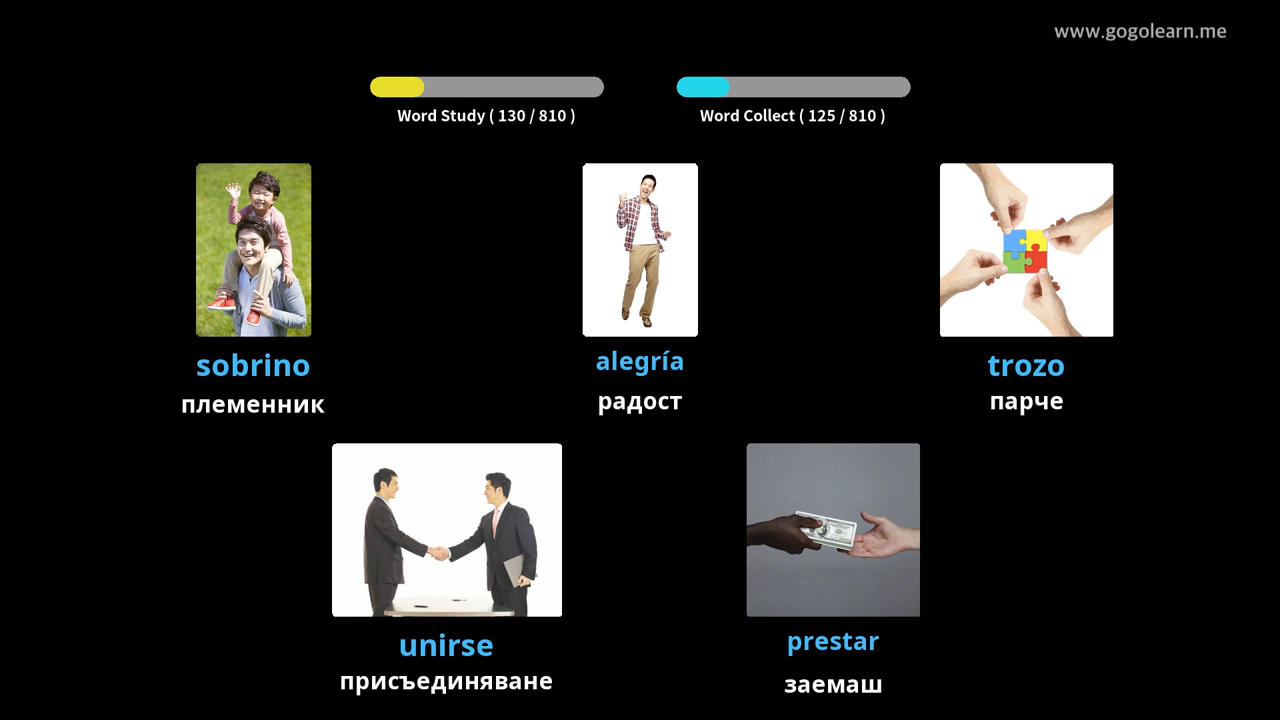 www.gogolearn.me
Word Study ( 130 / 810 )
Word Collect ( 125 / 810 )
sobrino
племенник
alegría
радост
trozo
парче
unirse
присъединяване
prestar
заемаш